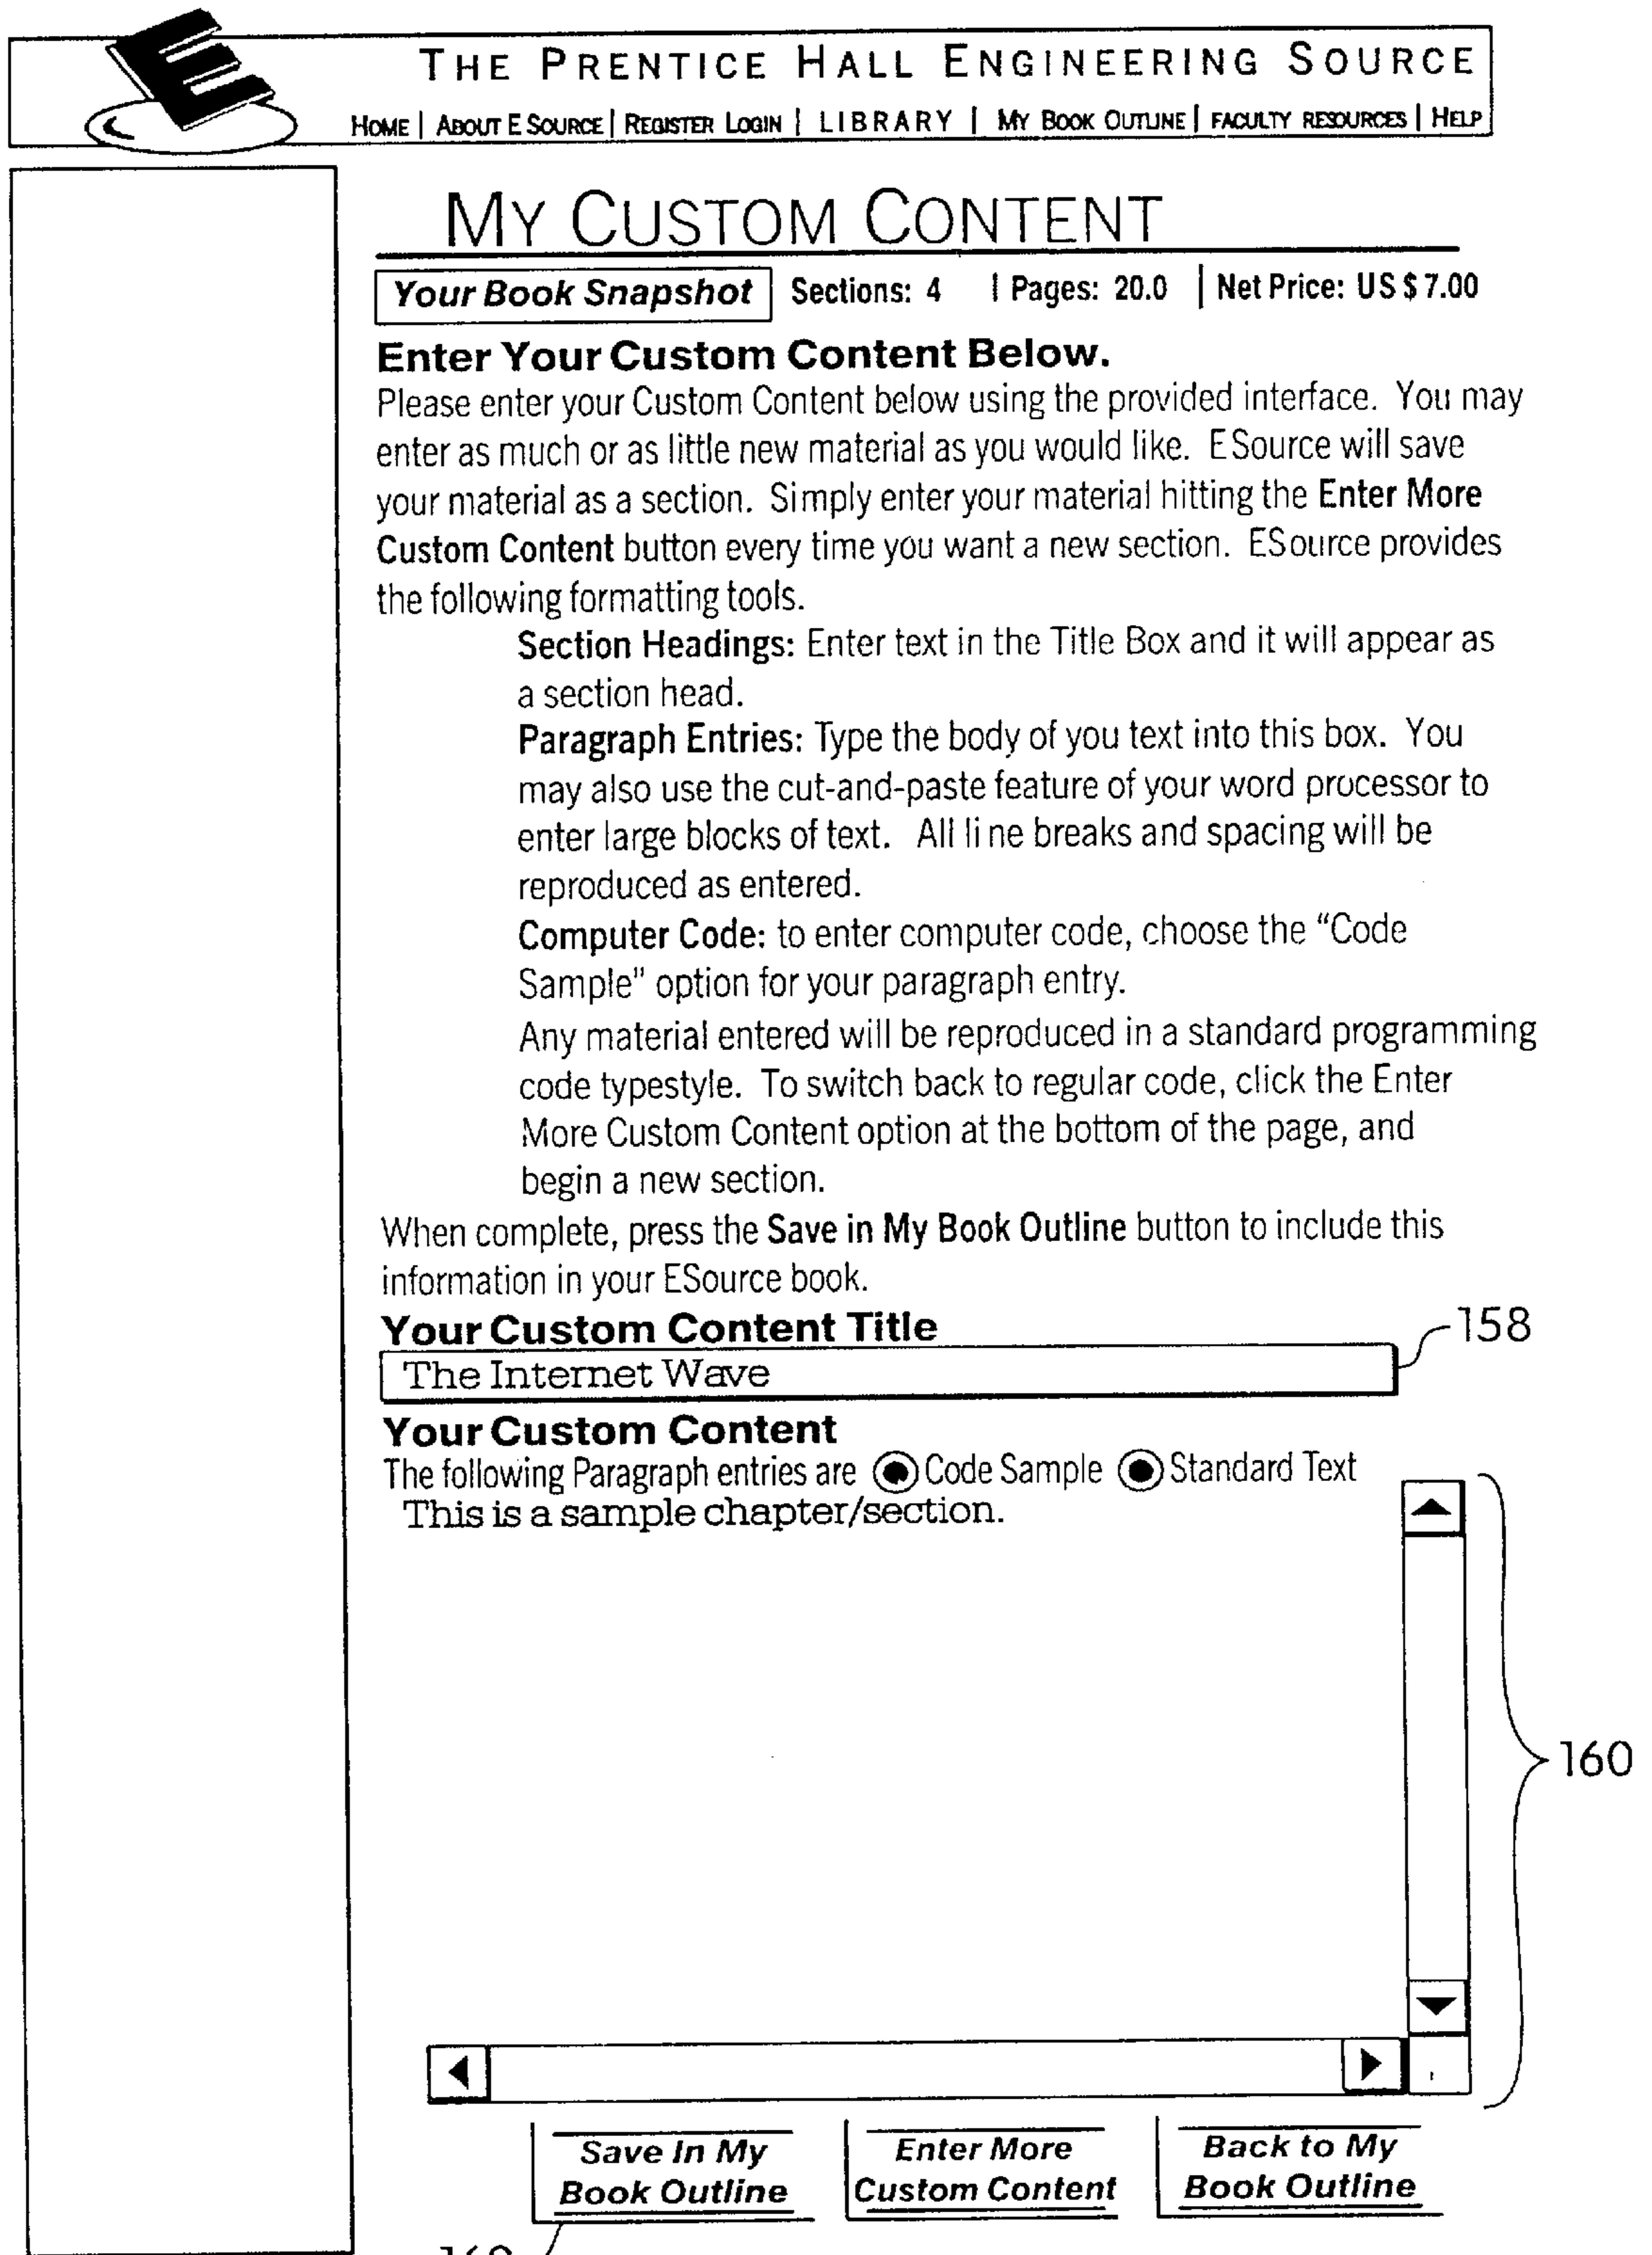 THE PRENTICE HALL ENGINEERING SOURCE
HOME | ABOUT E SOURCE | REGISTER LOGIN | LIBRARY | MY BOOK OUTLINE | FACULTY RESOURCES | HELP
MY CUSTOM CONTENT
Your Book Snapshot Sections: 4 | Pages: 20.0 | Net Price: US $7.00
Enter Your Custom Content Below.
Please enter your Custom Content below using the provided interface. You may
enter as much or as little new material as you would like. ESource will save
your material as a section. Simply enter your material hitting the Enter More
Custom Content button every time you want a new section. ESource provides
the following formatting tools.
Section Headings: Enter text in the Title Box and it will appear as
a section head.
Paragraph Entries: Type the body of you text into this box. You
may also use the cut-and-paste feature of your word processor to
enter large blocks of text. All line breaks and spacing will be
reproduced as entered.
Computer Code: to enter computer code, choose the "Code
Sample" option for your paragraph entry.
Any material entered will be reproduced in a standard programming
code typestyle. To switch back to regular code, click the Enter
More Custom Content option at the bottom of the page, and
begin a new section.
When complete, press the Save in My Book Outline button to include this
information in your ESource book.
Your Custom Content Title
158
The Internet Wave
Your Custom Content
The following Paragraph entries are Code Sample Standard Text
This is a sample chapter/section.
160
Save In My Book Outline
Enter More Custom Content
Back to My Book Outline